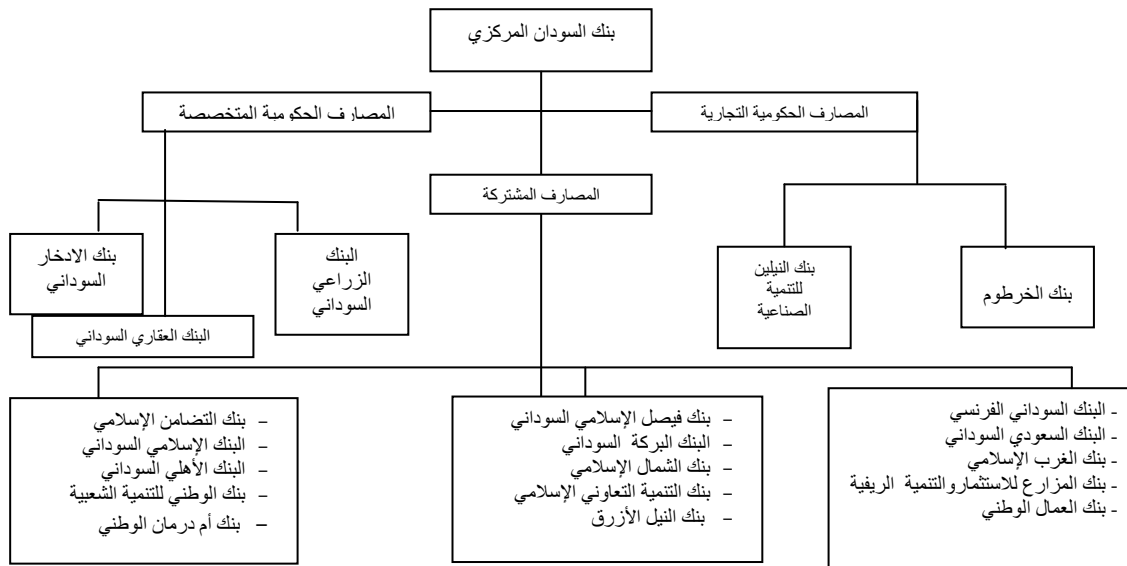 بنك السودان المركزي
المصارف الحكومية التجارية
المصارف الحكومية المتخصصة
المصارف المشتركة
بنك الخرطوم
بنك النيلين
للتنمية
الصناعية
البنك
الزراعي
السوداني
بنك الادخار
السوداني
البنك العقاري السوداني
- البنك السوداني الفرنسي
- البنك السعودي السوداني
- بنك الغرب الإسلامي
- بنك المزارع للاستثماروالتنمية الريفية
- بنك العمال الوطني
– بنك فيصل الإسلامي السوداني
– البنك البركة السوداني
– بنك الشمال الإسلامي
– بنك التنمية التعاوني الإسلامي
– بنك النيل الأزرق
– بنك التضامن الإسلامي
– البنك الإسلامي السوداني
– البنك الأهلي السوداني
– بنك الوطني للتنمية الشعبية
– بنك أم درمان الوطني